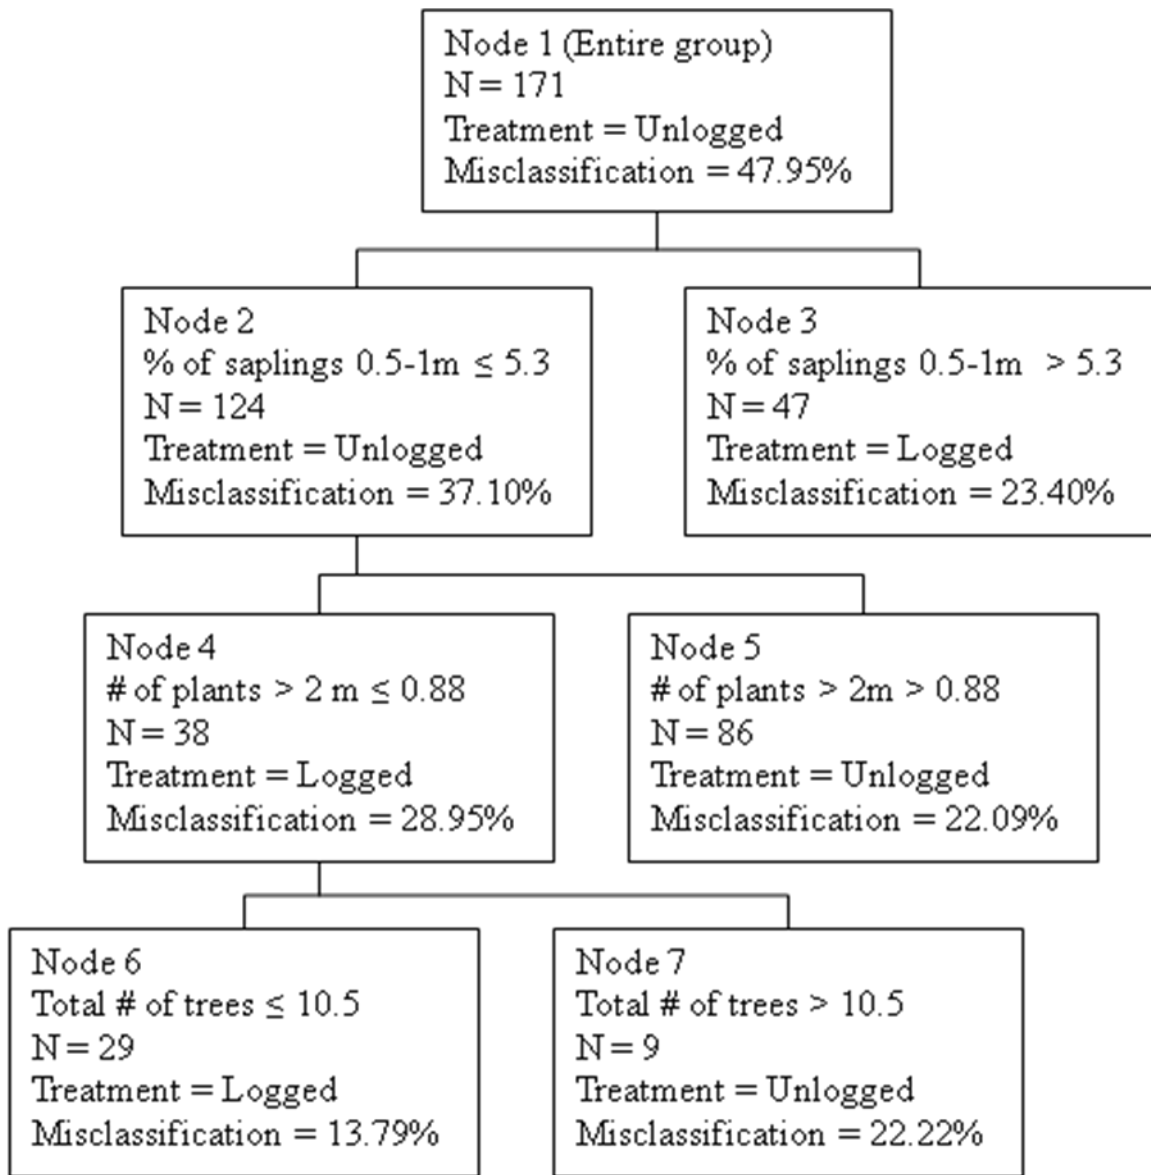 Node 1 (Entire group)
N = 171
Treatment = Unlogged
Misclassification = 47.95%
Node 2
% of saplings 0.5-1m ≤ 5.3
N = 124
Treatment = Unlogged
Misclassification = 37.10%
Node 3
% of saplings 0.5-1m > 5.3
N = 47
Treatment = Logged
Misclassification = 23.40%
Node 4
# of plants > 2 m ≤ 0.88
N = 38
Treatment = Logged
Misclassification = 28.95%
Node 5
# of plants > 2m > 0.88
N = 86
Treatment = Unlogged
Misclassification = 22.09%
Node 6
Total # of trees ≤ 10.5
N = 29
Treatment = Logged
Misclassification = 13.79%
Node 7
Total # of trees > 10.5
N = 9
Treatment = Unlogged
Misclassification = 22.22%